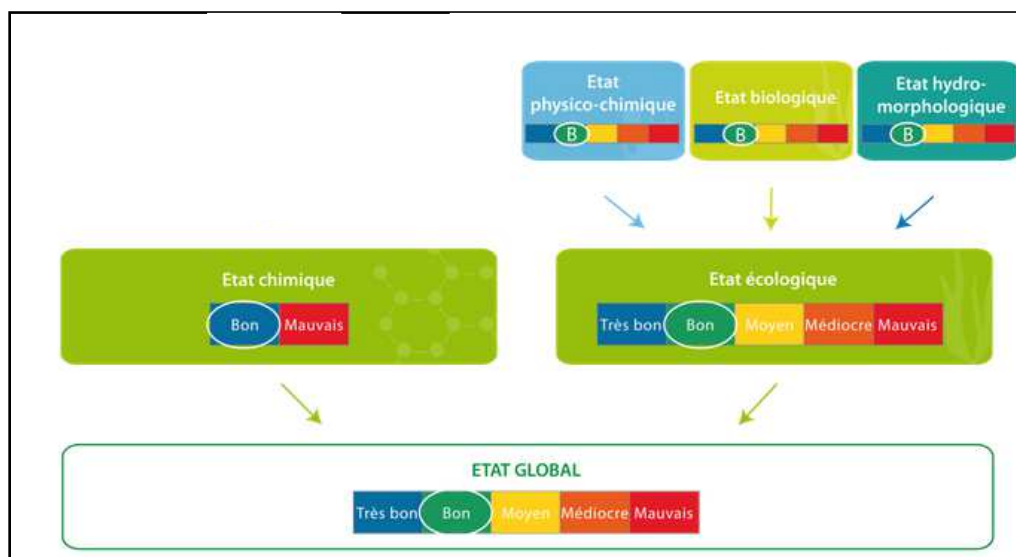 Etat
physico-chimique
B
Etat biologique
B
Etat hydro-
morphologique
B
Etat chimique
Bon Mauvais
Etat écologique
Très bon Bon Moyen Médiocre Mauvais
ETAT GLOBAL
Très bon Bon Moyen Médiocre Mauvais